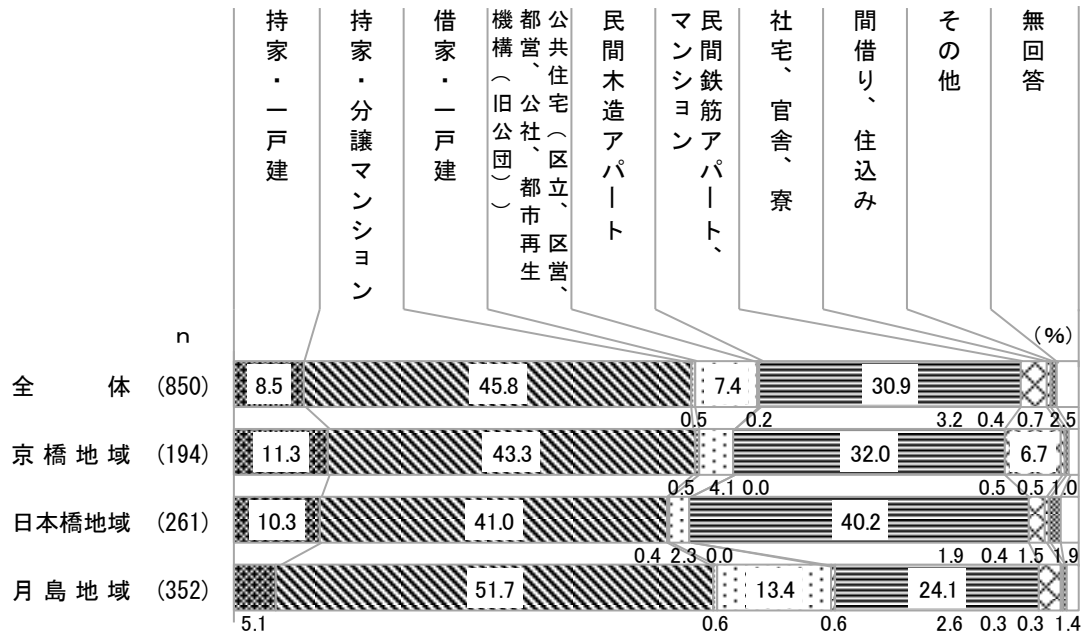 持家・一戸建
持家・分譲マンション
借家・一戸建
公共住宅（区立、区営、
都営、公社、都市再生
機構（旧公団））
民間木造アパート
民間鉄筋アパート、
マンション
社宅、官舎、寮
間借り、住込み
その他
無回答
n
(%)
全体 (850) 8.5 45.8 7.4 30.9
0.5 0.2 3.2 0.4 0.7 2.5
京橋地域 (194) 11.3 43.3 32.0 6.7
0.5 4.1 0.0 0.5 0.5 1.0
日本橋地域 (261) 10.3 41.0 40.2
0.4 2.3 0.0 1.9 0.4 1.5 1.9
月島地域 (352) 51.7 13.4 24.1
5.1 0.6 0.6 2.6 0.3 0.3 1.4